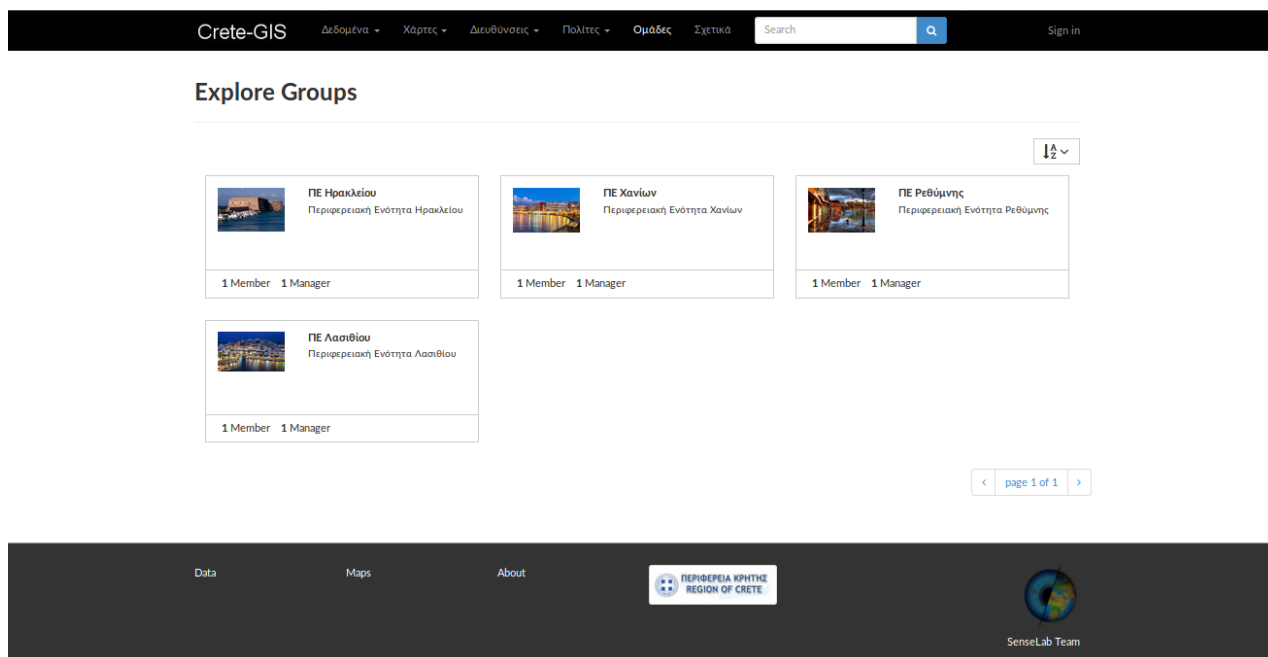 Crete-GIS Δεδομένα Χάρτες Διευθύνσεις Πολίτες Ομάδες Σχετικά Search Sign in
Explore Groups
ΠΕ Ηρακλείου
Περιφερειακή Ενότητα Ηρακλείου
1 Member 1 Manager
ΠΕ Χανίων
Περιφερειακή Ενότητα Χανίων
1 Member 1 Manager
ΠΕ Ρεθύμνης
Περιφερειακή Ενότητα Ρεθύμνης
1 Member 1 Manager
ΠΕ Λασιθίου
Περιφερειακή Ενότητα Λασιθίου
1 Member 1 Manager
< page 1 of 1 >
Data Maps About
ΠΕΡΙΦΕΡΕΙΑ ΚΡΗΤΗΣ
REGION OF CRETE
SenseLab Team